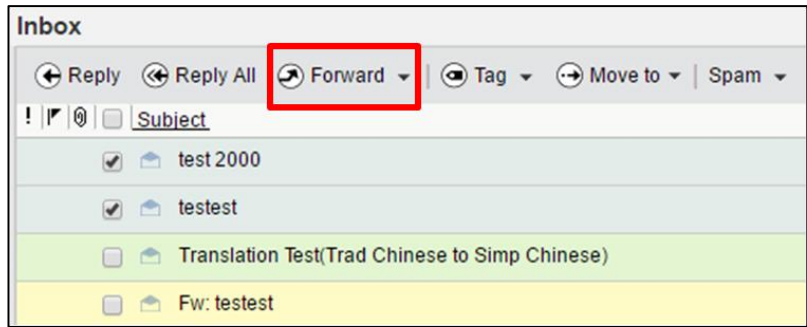 Inbox
Reply Reply All Forward | Tag Move to | Spam
! Subject
test 2000
testest
Translation Test(Trad Chinese to Simp Chinese)
Fw: testest